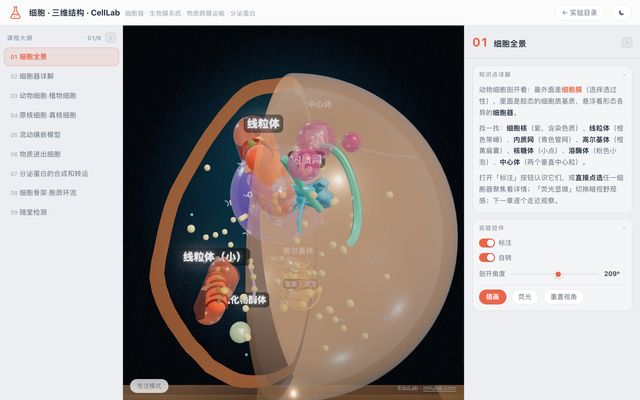 细胞 · 三维结构 · CellLab 细胞器 · 生物膜系统 · 物质跨膜运输 · 分泌蛋白
← 实验目录
课程大纲 01/9
01 细胞全景
02 细胞器详解
03 动物细胞·植物细胞
04 原核细胞·真核细胞
05 流动镶嵌模型
06 物质进出细胞
07 分泌蛋白的合成和转运
08 细胞骨架·胞质环流
09 随堂检测
中心体
线粒体
内质网
高尔基体
线粒体（小）
专注模式
EduLab · mixlab.com
01 细胞全景
知识点详解
动物细胞剖开看：最外面是细胞膜（选择透过
性），里面是胶态的细胞质基质，悬浮着形态各
异的细胞器。
找一找：细胞核（紫，含染色质）、线粒体（橙
色带嵴）、内质网（青色管网）、高尔基体（橙
黄扁囊）、核糖体（小点）、溶酶体（粉色小
泡）、中心体（两个垂直中心粒）。
打开「标注」按钮认识它们，或直接点选任一细
胞器聚焦看详情；「荧光显微」切换暗视野观
感；下一章逐个走近观察。
实验控件
标注
自转
剖开角度 209°
插画
荧光
重置视角